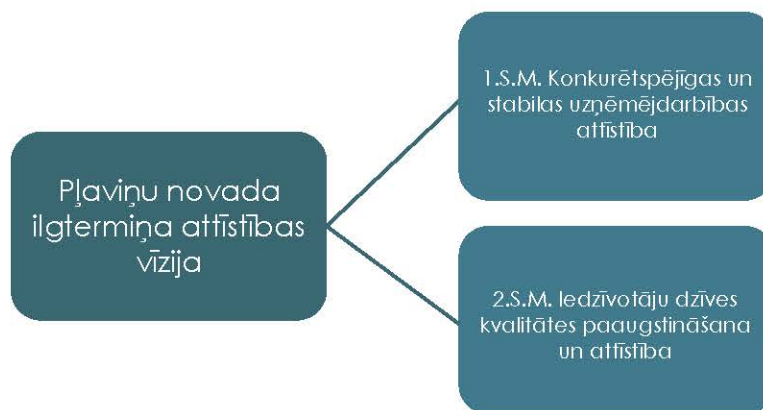 Pļaviņu novada
ilgtermiņa attīstības
vīzija
1.S.M. Konkurētspējīgas un
stabilas uzņēmējdarbības
attīstība
2.S.M. Iedzīvotāju dzīves
kvalitātes paaugstināšana
un attīstība